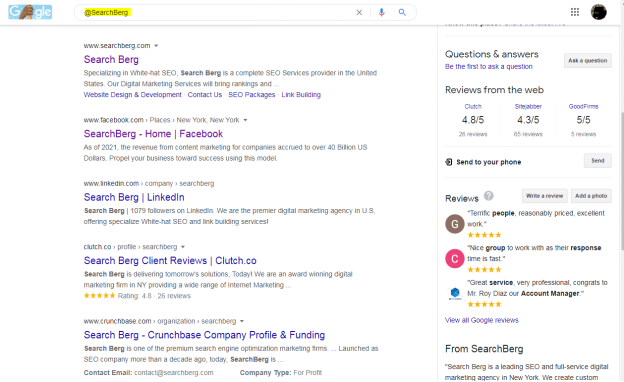 Google
@SearchBerg
www.searchberg.com
Search Berg
Specializing in White-hat SEO, Search Berg is a complete SEO Services provider in the United
States. Our Digital Marketing Services will bring rankings and ...
Website Design & Development · Contact Us · SEO Packages · Link Building
www.facebook.com › Places › New York, New York
SearchBerg - Home | Facebook
As of 2021, the revenue from content marketing for companies accrued to over 40 Billion US
Dollars. Propel your business toward success using this model.
www.linkedin.com › company › searchberg
Search Berg | LinkedIn
Search Berg | 1079 followers on LinkedIn. We are the premier digital marketing agency in U.S,
offering specialize White-hat SEO and link building services!
clutch.co › profile › searchberg
Search Berg Client Reviews | Clutch.co
Search Berg is delivering tomorrow's solutions, Today! We are an award winning digital
marketing firm in NY providing a wide range of Internet Marketing ...
Rating: 4.8 · 26 reviews
www.crunchbase.com › organization › searchberg
Search Berg - Crunchbase Company Profile & Funding
Search Berg is one of the premier search engine optimization marketing firms. ... Launched as
SEO company more than a decade ago, today, SearchBerg is ...
Contact Email: contact@searchberg.com Company Type: For Profit
Questions & answers
Be the first to ask a question
Ask a question
Reviews from the web
Clutch Sitejabber GoodFirms
4.8/5 4.3/5 5/5
26 reviews 65 reviews 5 reviews
Send to your phone
Send
Reviews ?
Write a review
Add a photo
G
"Terrific people, reasonably priced, excellent
work."
C
"Nice group to work with as their response
time is fast."
"Great service, very professional, congrats to
Mr. Roy Diaz our Account Manager."
View all Google reviews
From SearchBerg
"Search Berg is a leading SEO and full-service digital
marketing agency in New York. We create custom